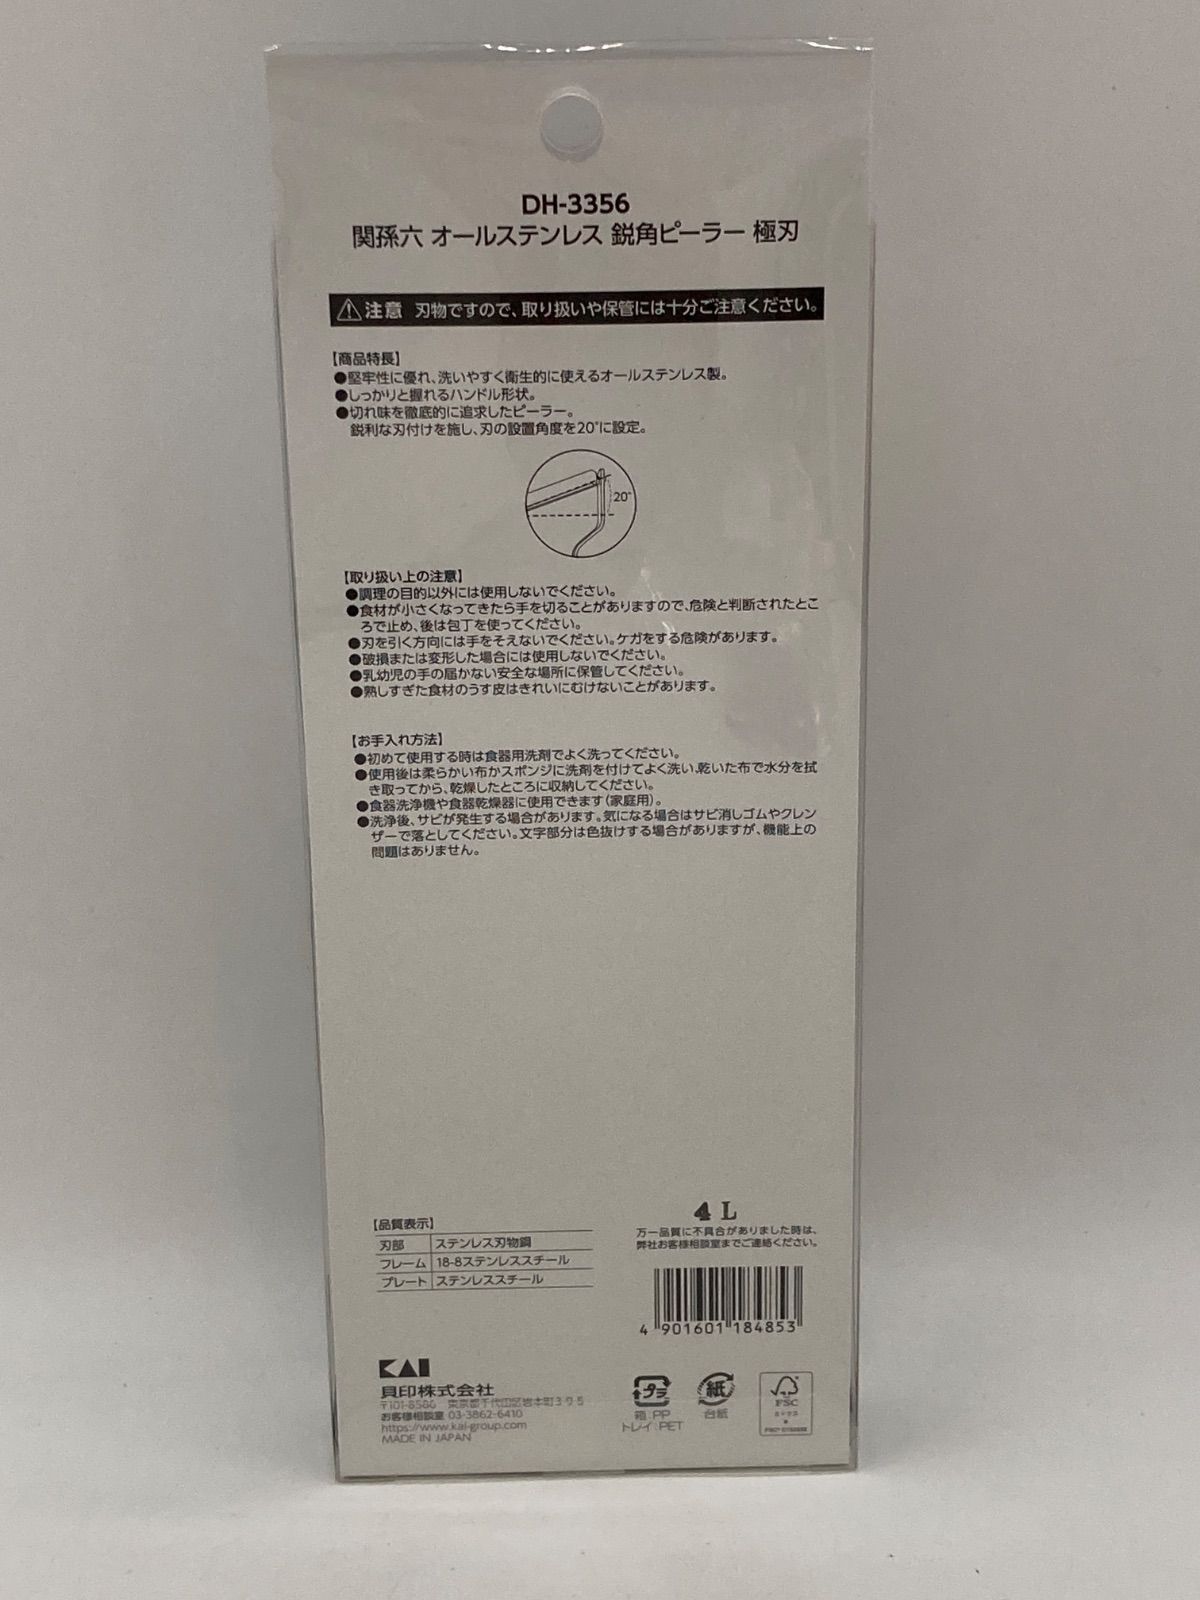 DH-3356
関孫六 オールステンレス 鋭角ピーラー 極刃
注意 刃物ですので、取り扱いや保管には十分ご注意ください。
【商品特長】
●堅牢性に優れ、洗いやすく衛生的に使えるオールステンレス製。
●しっかりと握れるハンドル形状。
●切れ味を徹底的に追求したピーラー。
鋭利な刃付けを施し、刃の設置角度を20°に設定。
20°
【取り扱い上の注意】
●調理の目的以外には使用しないでください。
●食材が小さくなってきたら手を切ることがありますので、危険と判断されたとこ
ろで止め、後は包丁を使ってください。
●刃を引く方向には手をそえないでください。ケガをする危険があります。
●破損または変形した場合には使用しないでください。
●乳幼児の手の届かない安全な場所に保管してください。
●熟しすぎた食材のうす皮はきれいにむけないことがあります。
【お手入れ方法】
●初めて使用する時は食器用洗剤でよく洗ってください。
●使用後は柔らかい布かスポンジに洗剤を付けてよく洗い、乾いた布で水分を拭
き取ってから、乾燥したところに収納してください。
●食器洗浄機や食器乾燥器に使用できます(家庭用)。
●洗浄後、サビが発生する場合があります。気になる場合はサビ消しゴムやクレン
ザーで落としてください。文字部分は色抜けする場合がありますが、機能上の
問題はありません。
【品質表示】
刃部 ステンレス刃物鋼
フレーム 18-8ステンレススチール
プレート ステンレススチール
4 L
万一品質に不具合がありました時は、
弊社お客様相談室までご連絡ください。
4 901601 184853
KAI
貝印株式会社
〒101-8586 東京都千代田区岩本町3-9-5
お客様相談室 03-3862-6410
https://www.kai-group.com
MADE IN JAPAN
プラ
箱:PP
トレイ:PET
紙
台紙
FSC
ミックス